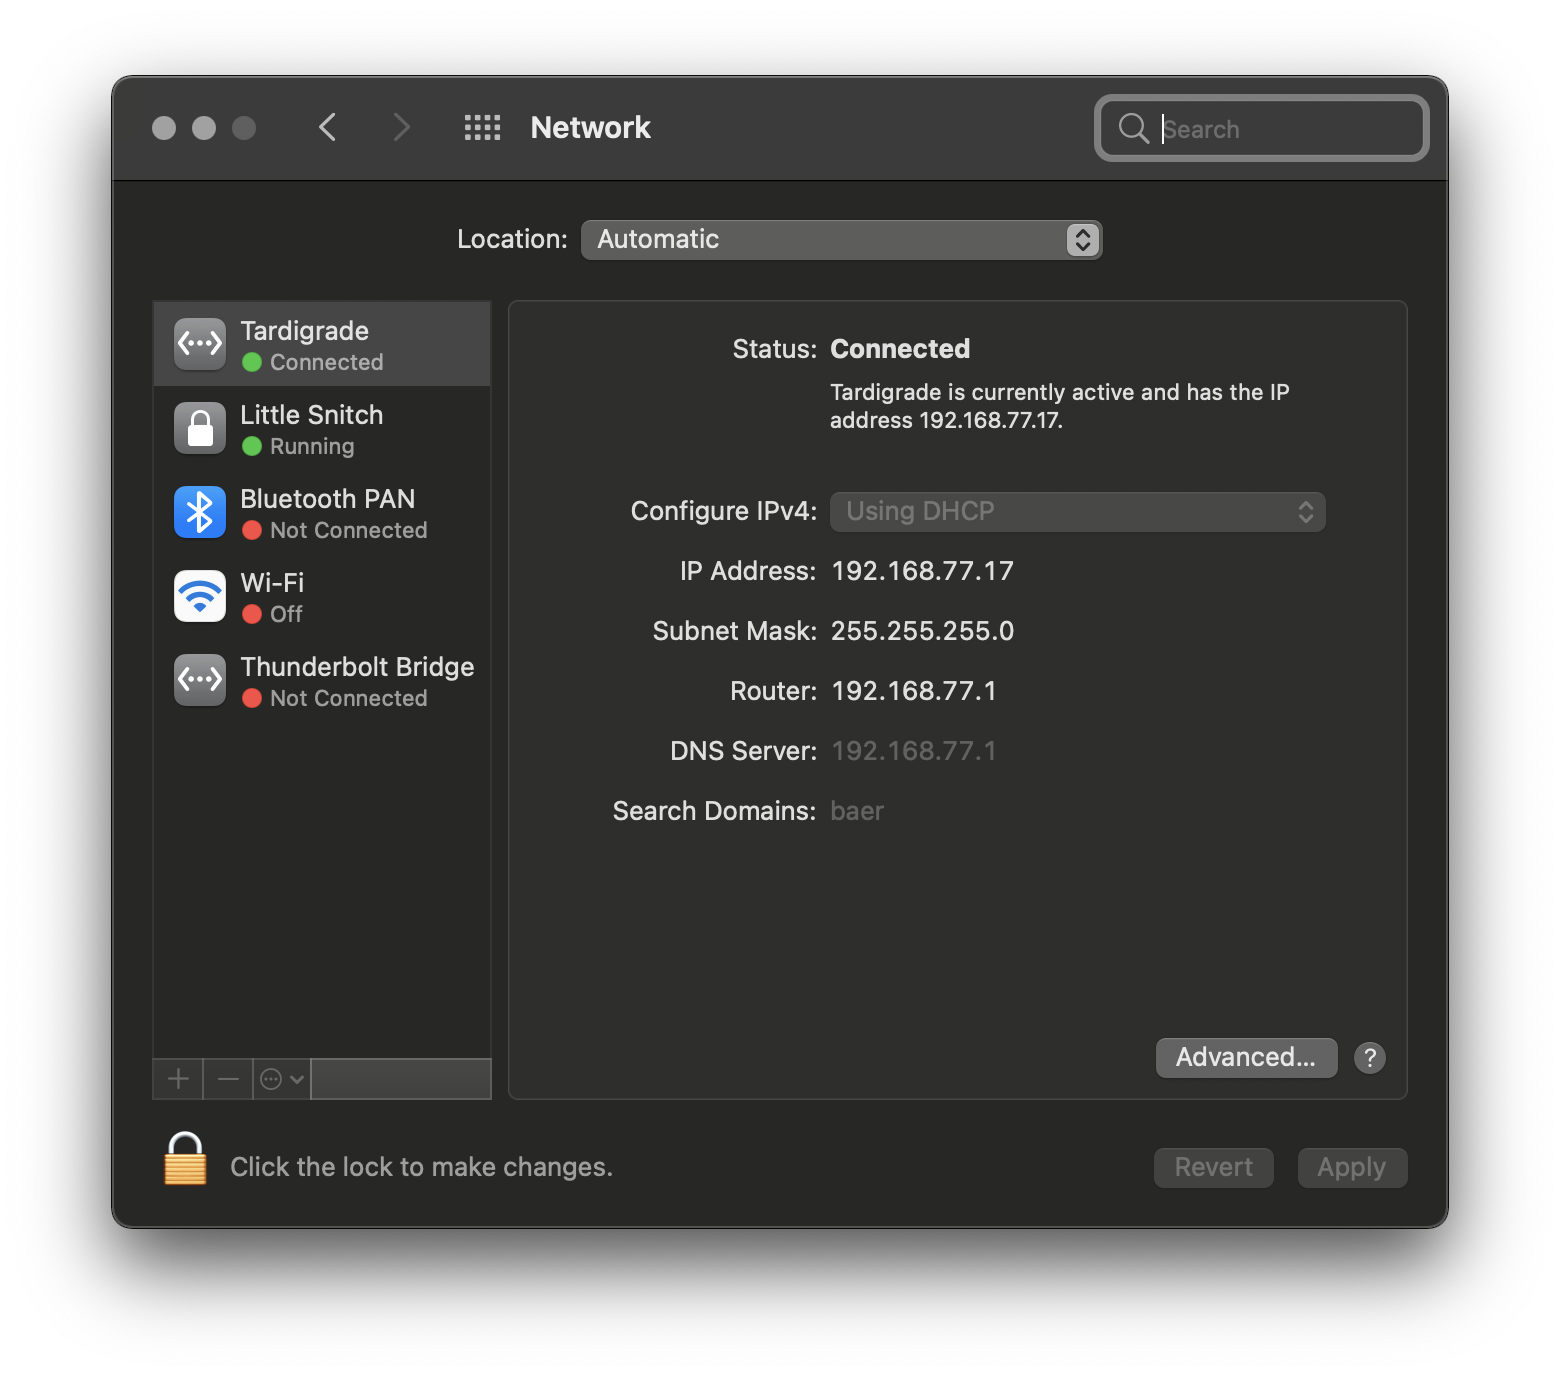 Network
Search
Location: Automatic
Tardigrade
Connected
Little Snitch
Running
Bluetooth PAN
Not Connected
Wi-Fi
Off
Thunderbolt Bridge
Not Connected
Status: Connected
Tardigrade is currently active and has the IP
address 192.168.77.17.
Configure IPv4: Using DHCP
IP Address: 192.168.77.17
Subnet Mask: 255.255.255.0
Router: 192.168.77.1
DNS Server: 192.168.77.1
Search Domains: baer
Advanced...
?
Click the lock to make changes.
Revert
Apply